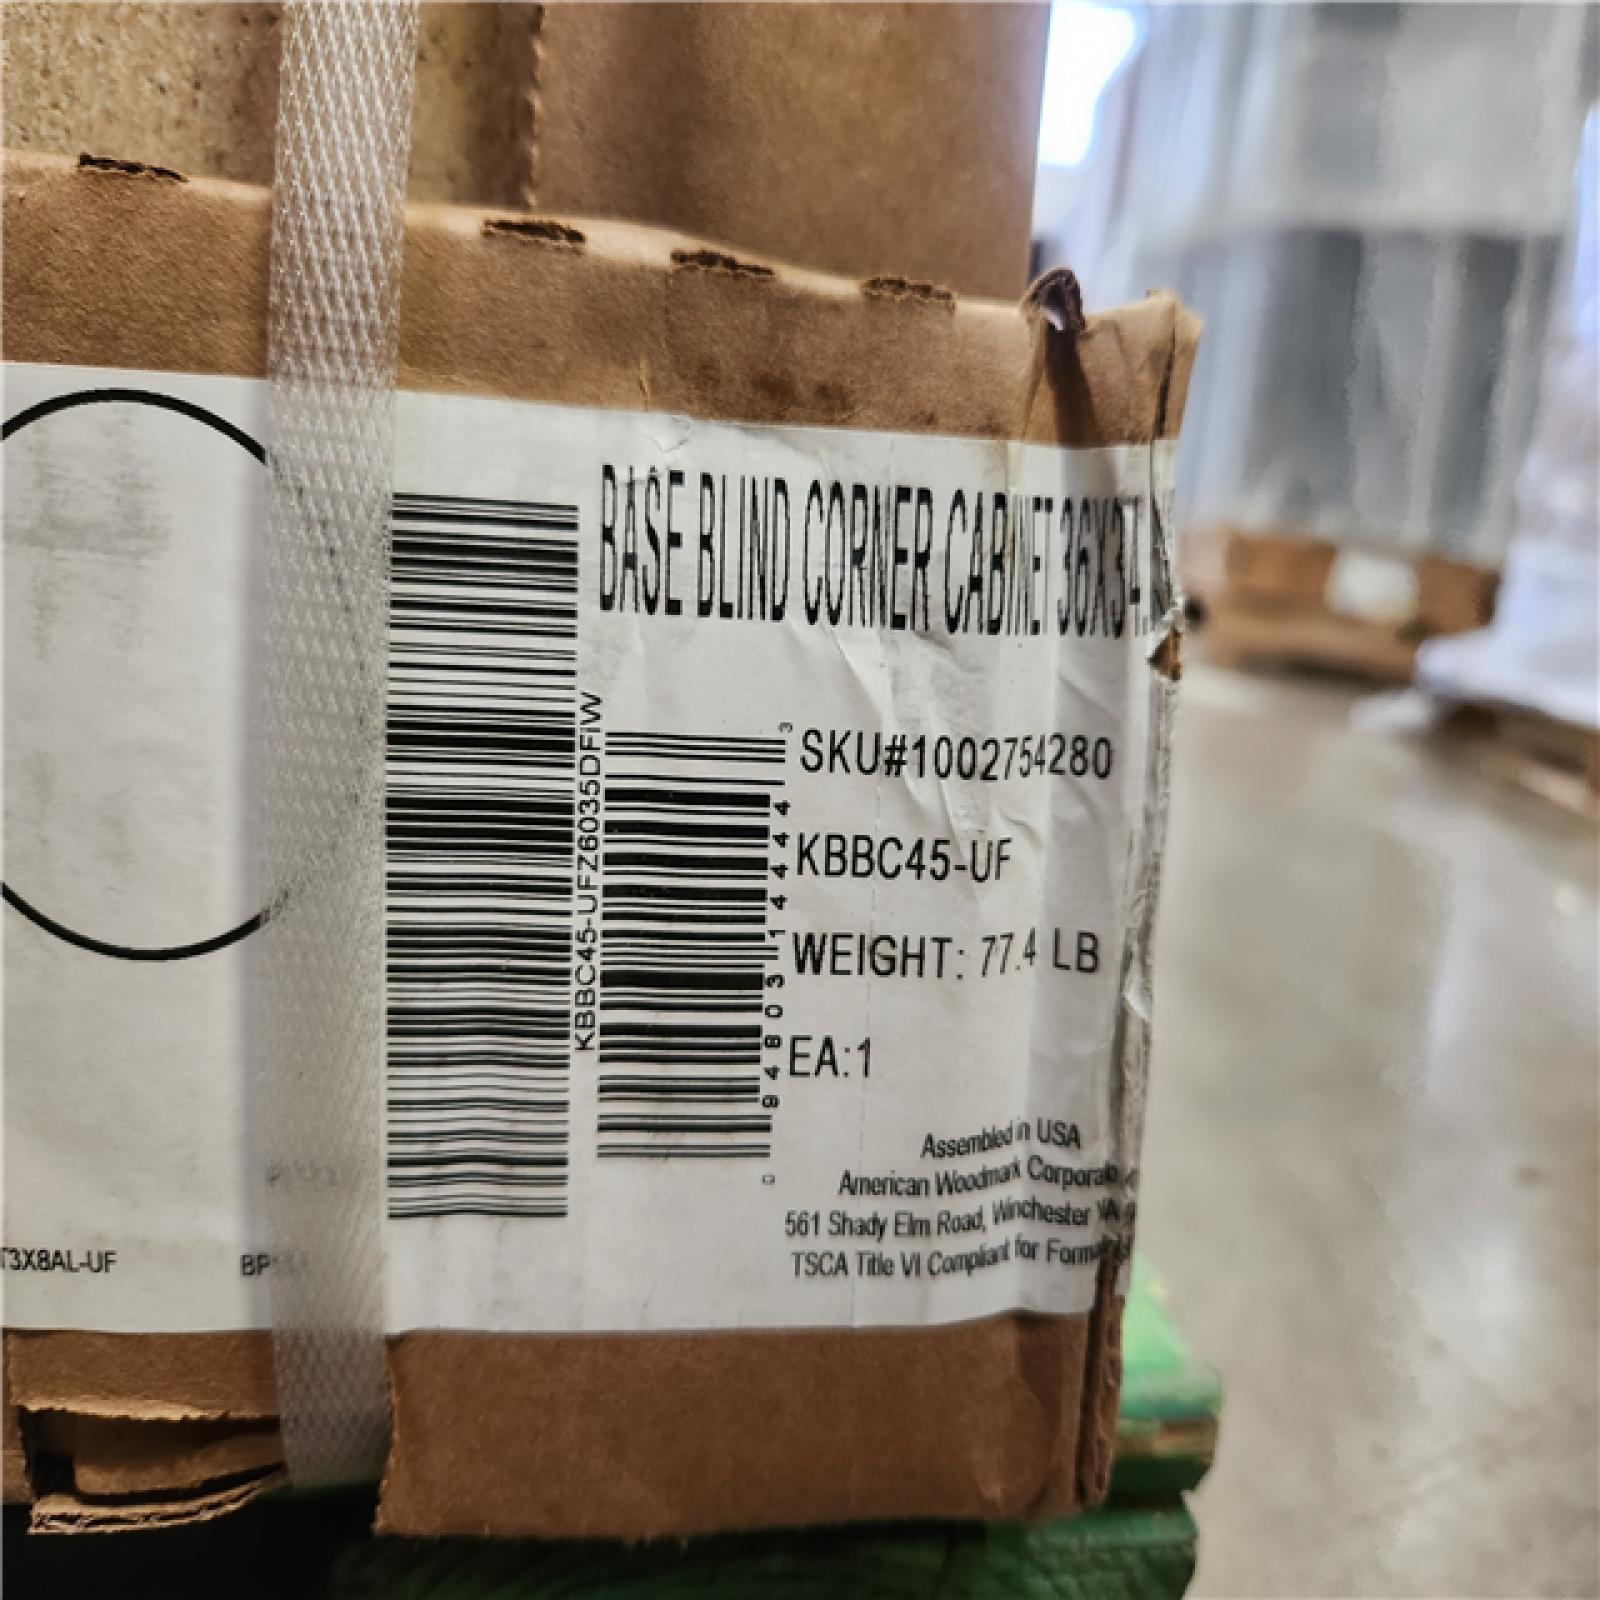 BASE BLIND CORNER CABINET 36X34.
SKU#1002754280
KBBC45-UF
WEIGHT: 77.4 LB
EA:1
Assembled in USA
American Woodmark
561 Shady Elm Road, Winchester VA
TSCA Title VI Compliant for
KBBC45-UFZ6035DFIW
T3X8AL-UF